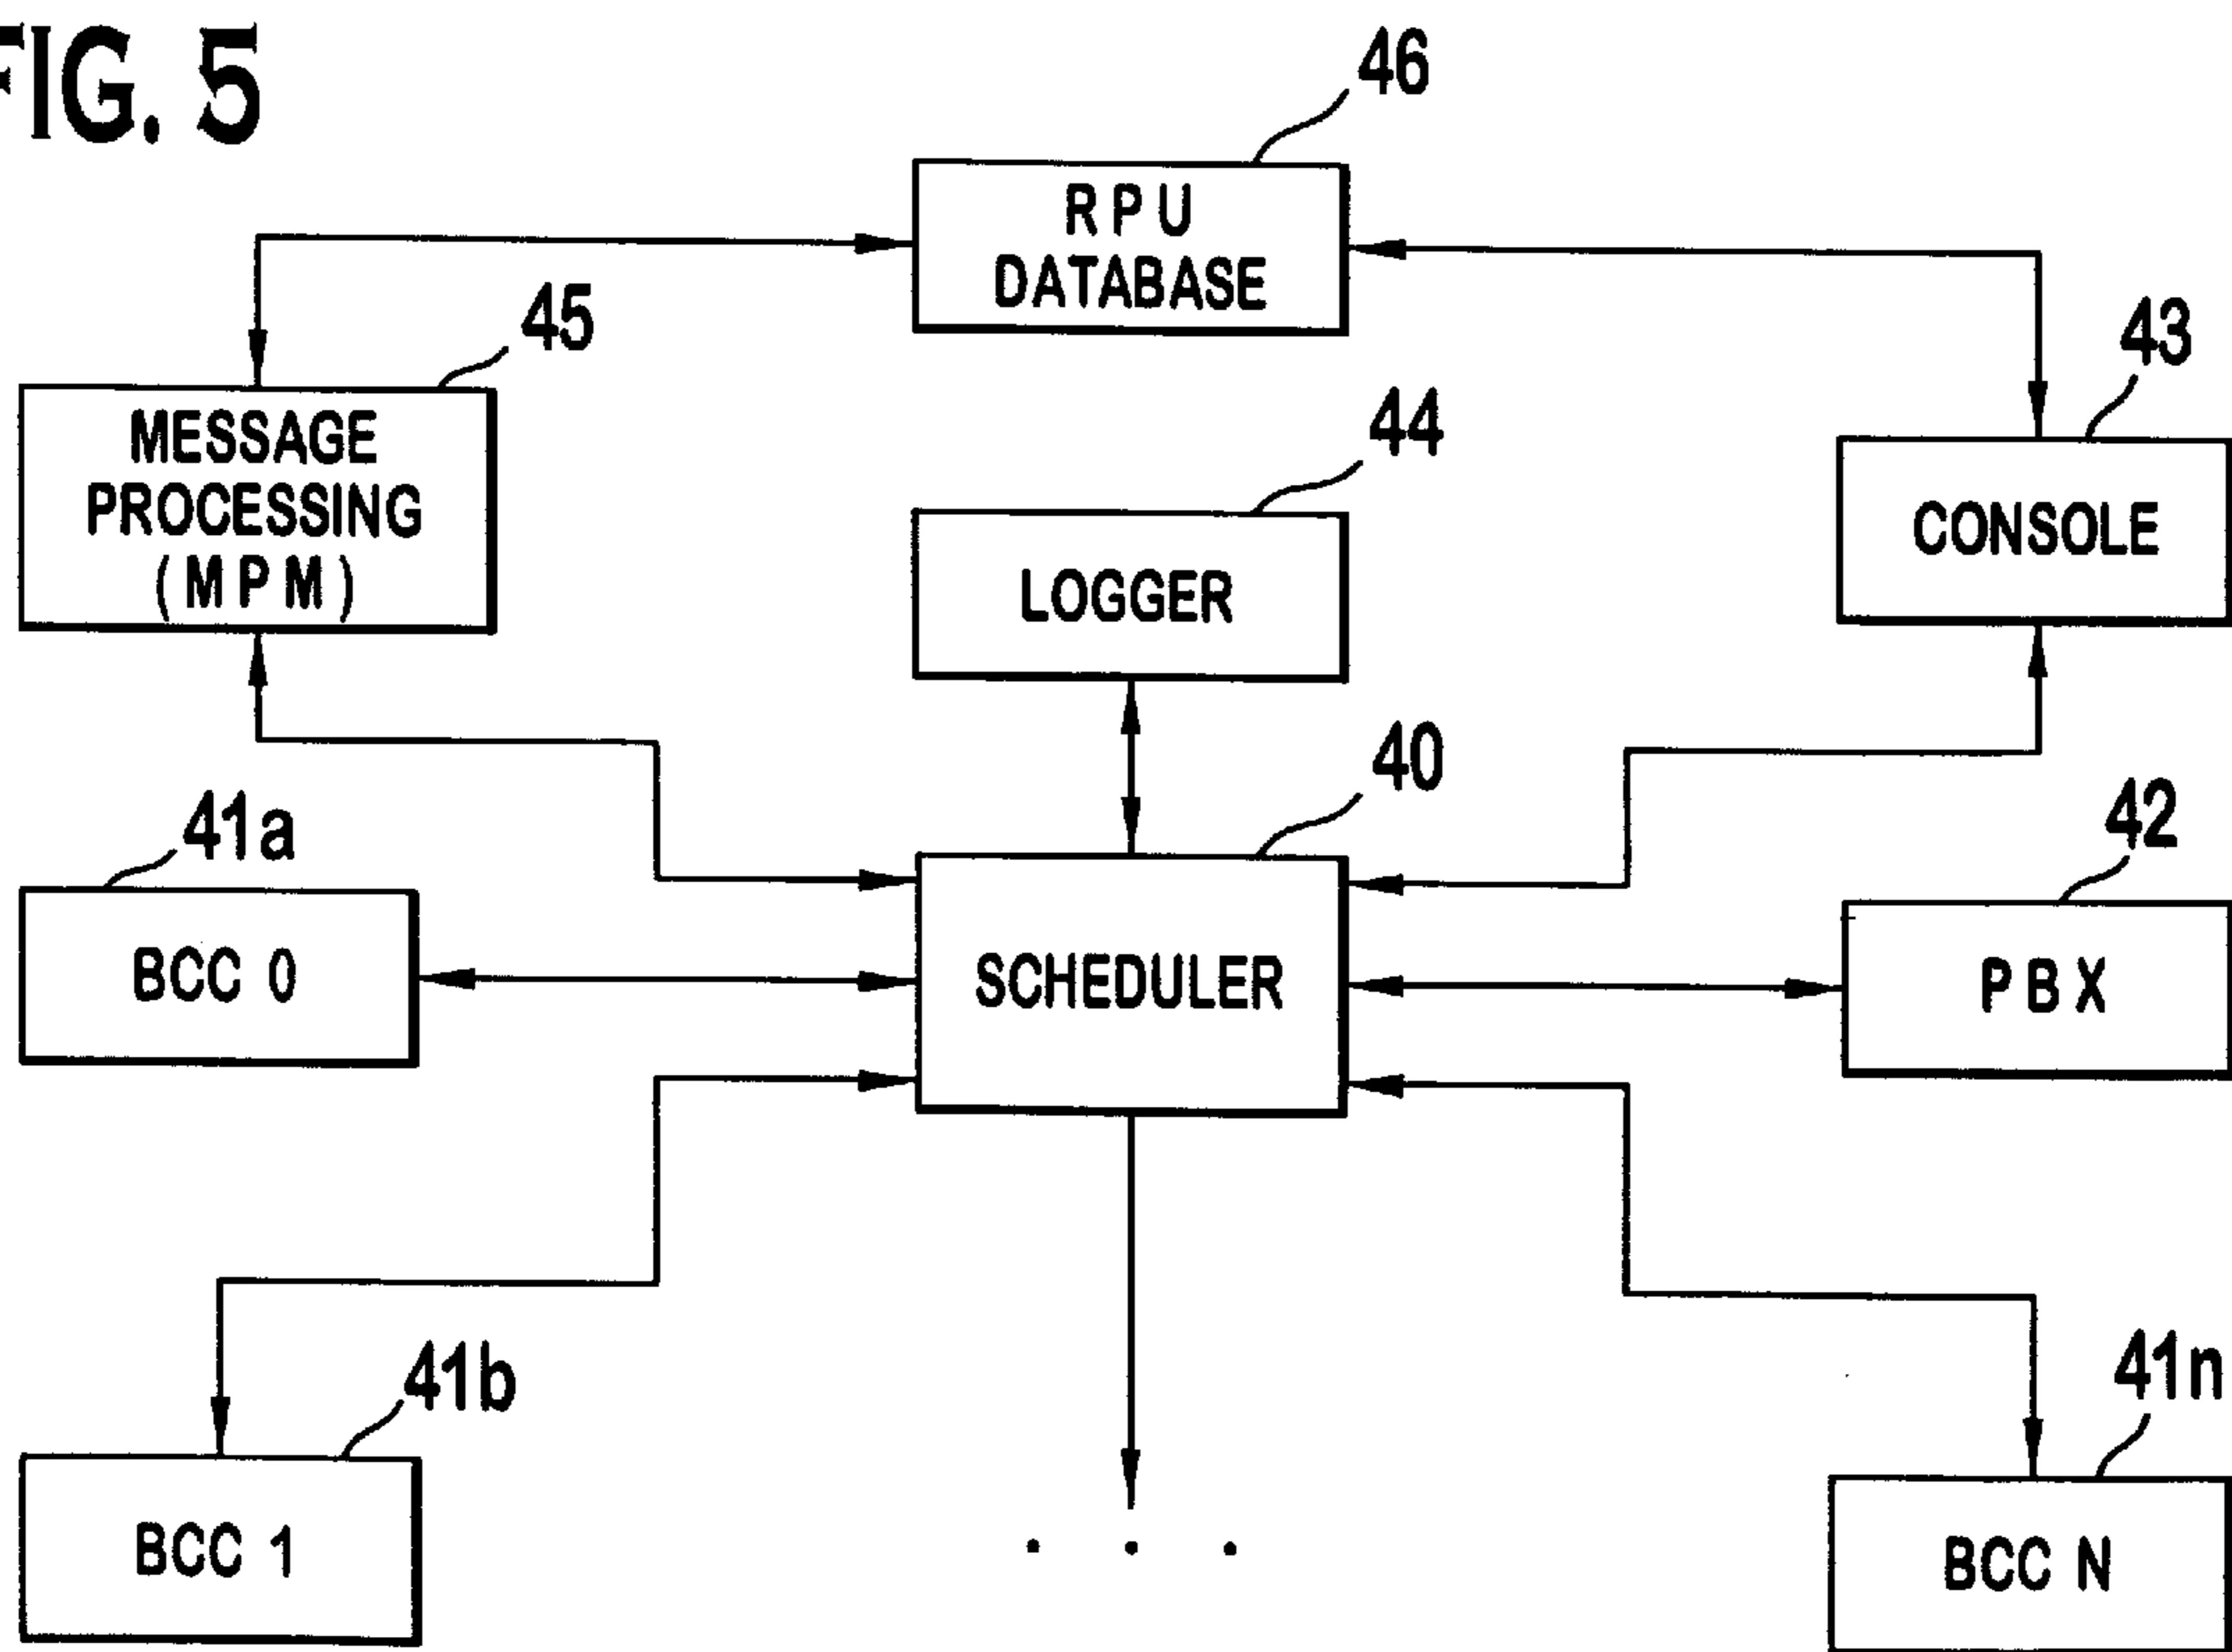 FIG. 5
46
RPU
DATABASE
45
43
MESSAGE
PROCESSING
(MPM)
44
CONSOLE
LOGGER
40
41a
42
BCC 0
SCHEDULER
PBX
41b
41n
BCC 1
. . .
BCC N